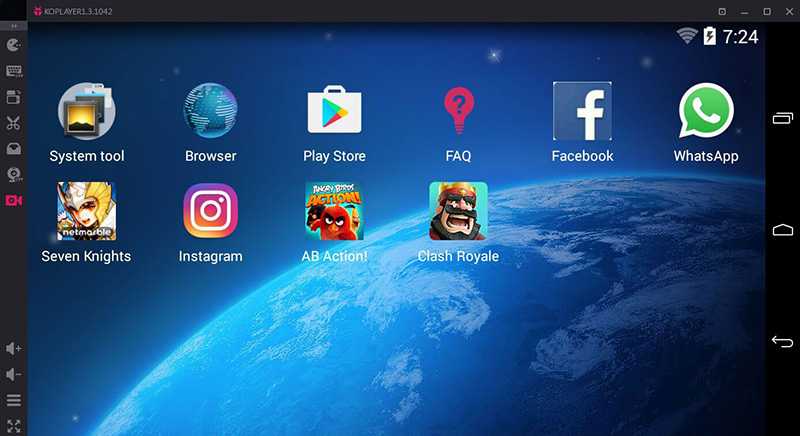 KOPLAYER1.3.1042
7:24
System tool
Browser
Play Store
FAQ
Facebook
WhatsApp
netmarble
ANGRY BIRDS
ACTION!
Seven Knights
Instagram
AB Action!
Clash Royale